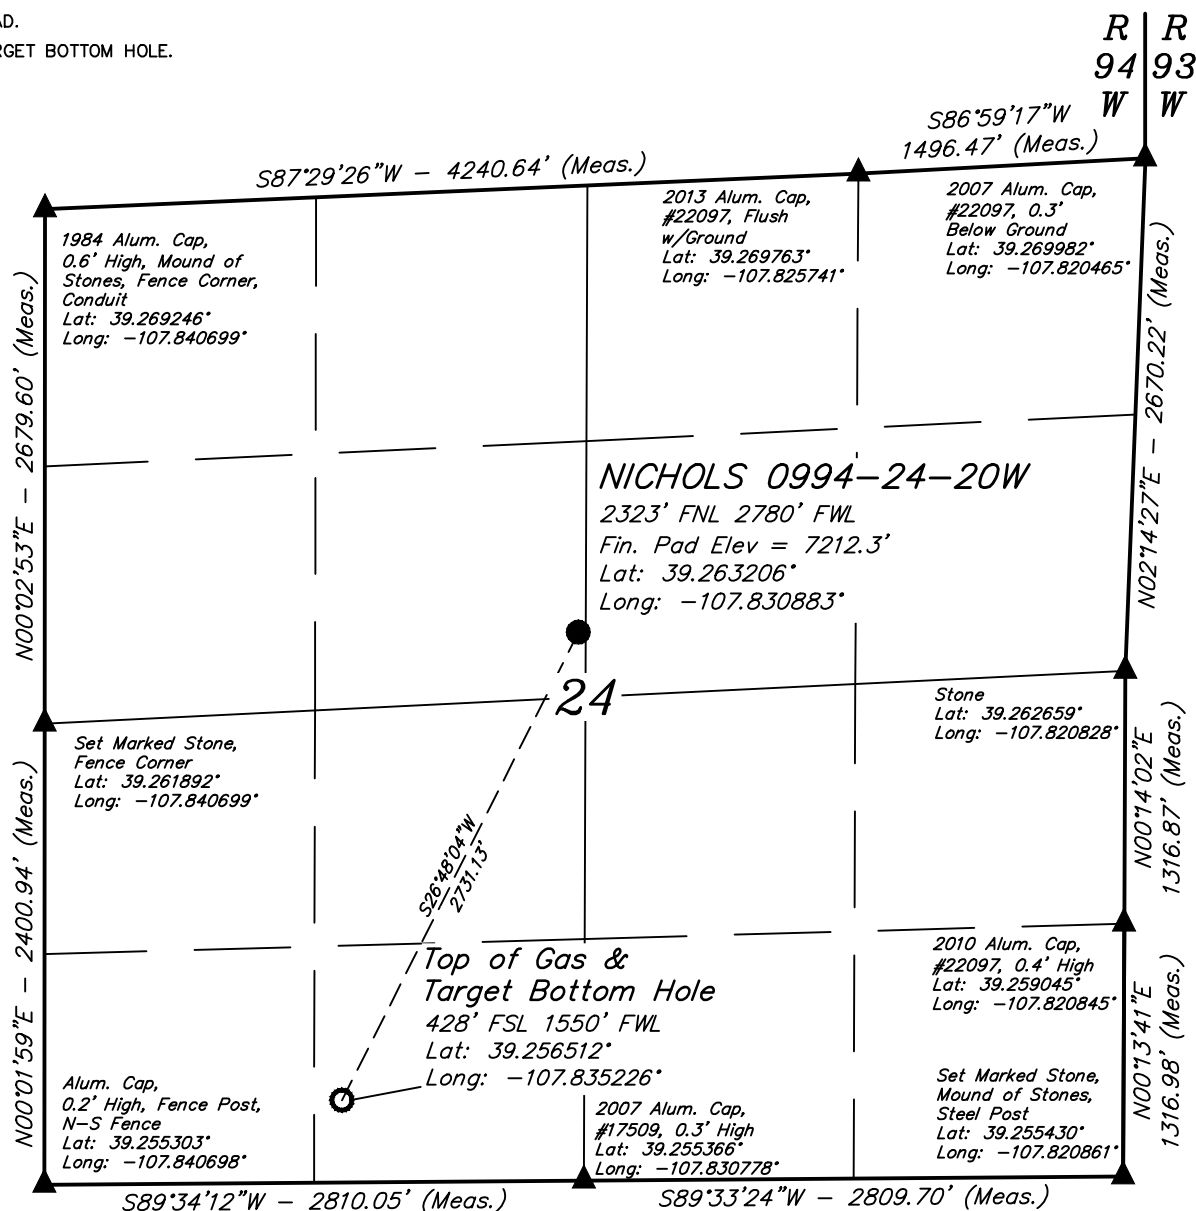 AD.
RGET BOTTOM HOLE.
R R
94 93
W W
S86°59'17"W
1496.47' (Meas.)
S87°29'26"W - 4240.64' (Meas.)
1984 Alum. Cap,
0.6' High, Mound of
Stones, Fence Corner,
Conduit
Lat: 39.269246°
Long: -107.840699°
2013 Alum. Cap,
#22097, Flush
w/Ground
Lat: 39.269763°
Long: -107.825741°
2007 Alum. Cap,
#22097, 0.3'
Below Ground
Lat: 39.269982°
Long: -107.820465°
N00°02'53"E - 2679.60' (Meas.)
N02°14'27"E - 2670.22' (Meas.)
NICHOLS 0994-24-20W
2323' FNL 2780' FWL
Fin. Pad Elev = 7212.3'
Lat: 39.263206°
Long: -107.830883°
24
Stone
Lat: 39.262659°
Long: -107.820828°
Set Marked Stone,
Fence Corner
Lat: 39.261892°
Long: -107.840699°
N00°14'02"E
1316.87' (Meas.)
S26°48'04"W
2731.13'
N00°01'59"E - 2400.94' (Meas.)
Top of Gas &
Target Bottom Hole
428' FSL 1550' FWL
Lat: 39.256512°
Long: -107.835226°
2010 Alum. Cap,
#22097, 0.4' High
Lat: 39.259045°
Long: -107.820845°
N00°13'41"E
1316.98' (Meas.)
Alum. Cap,
0.2' High, Fence Post,
N-S Fence
Lat: 39.255303°
Long: -107.840698°
2007 Alum. Cap,
#17509, 0.3' High
Lat: 39.255366°
Long: -107.830778°
Set Marked Stone,
Mound of Stones,
Steel Post
Lat: 39.255430°
Long: -107.820861°
S89°34'12"W - 2810.05' (Meas.)
S89°33'24"W - 2809.70' (Meas.)